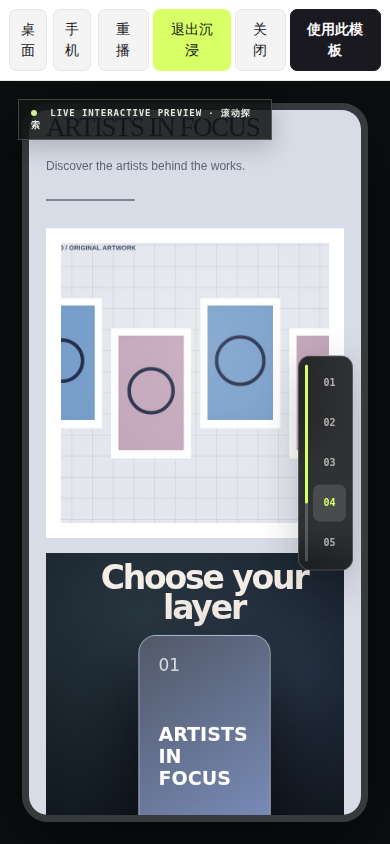 桌面
手机
重播
退出沉浸
关闭
使用此模板
LIVE INTERACTIVE PREVIEW · 滚动探索
ARTISTS IN FOCUS
Discover the artists behind the works.
/ ORIGINAL ARTWORK
01
02
03
04
05
Choose your
layer
01
ARTISTS
IN
FOCUS